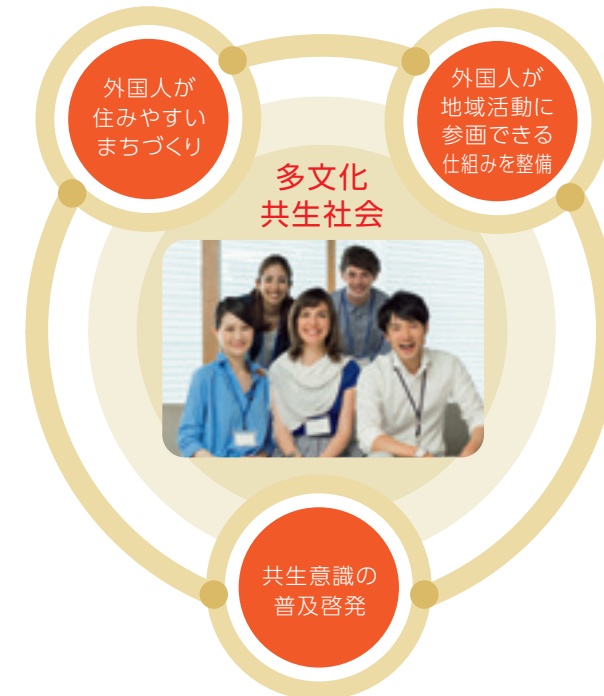 外国人が
住みやすい
まちづくり
外国人が
地域活動に
参画できる
仕組みを整備
多文化
共生社会
共生意識の
普及啓発